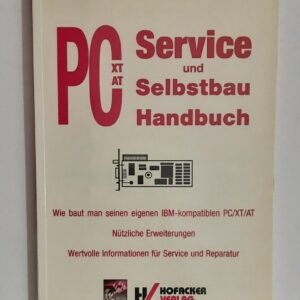 PC XT AT
Service
und
Selbstbau
Handbuch
Wie baut man seinen eigenen IBM-kompatiblen PC/XT/AT
Nützliche Erweiterungen
Wertvolle Informationen für Service und Reparatur
HOFACKER
VERLAG